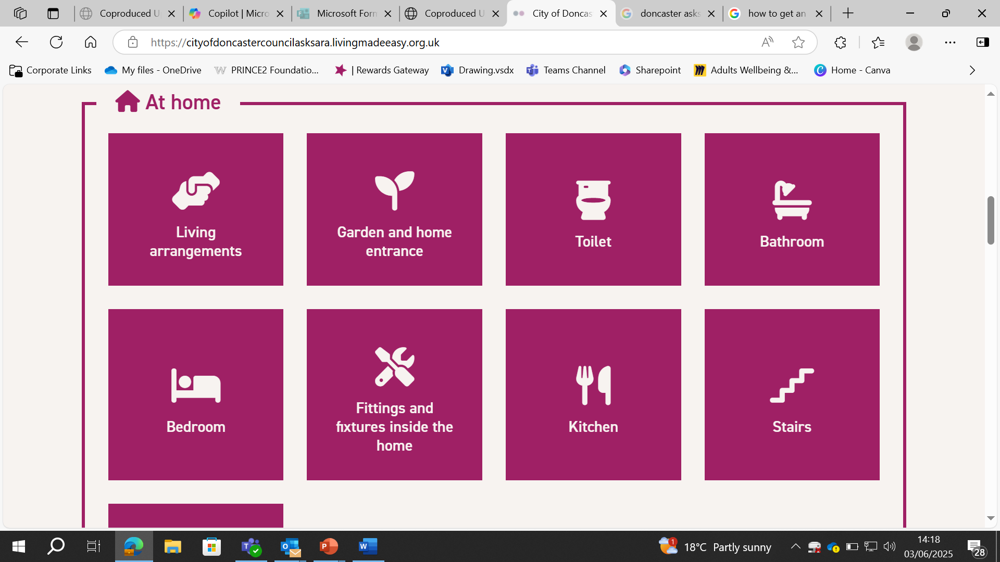 Coproduced U
Copilot | Micro
Microsoft Forn
Coproduced U
City of Doncas
doncaster asks
how to get an
https://cityofdoncastercouncilasksara.livingmadeeasy.org.uk
Corporate Links
My files - OneDrive
PRINCE2 Foundatio...
| Rewards Gateway
Drawing.vsdx
Teams Channel
Sharepoint
Adults Wellbeing &...
Home - Canva
At home
Living
arrangements
Garden and home
entrance
Toilet
Bathroom
Bedroom
Fittings and
fixtures inside the
home
Kitchen
Stairs
1
18°C Partly sunny
14:18
03/06/2025
28